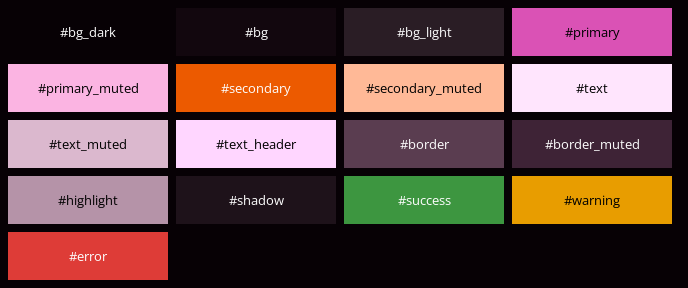 #bg_dark
#bg
#bg_light
#primary
#primary_muted
#secondary
#secondary_muted
#text
#text_muted
#text_header
#border
#border_muted
#highlight
#shadow
#success
#warning
#error